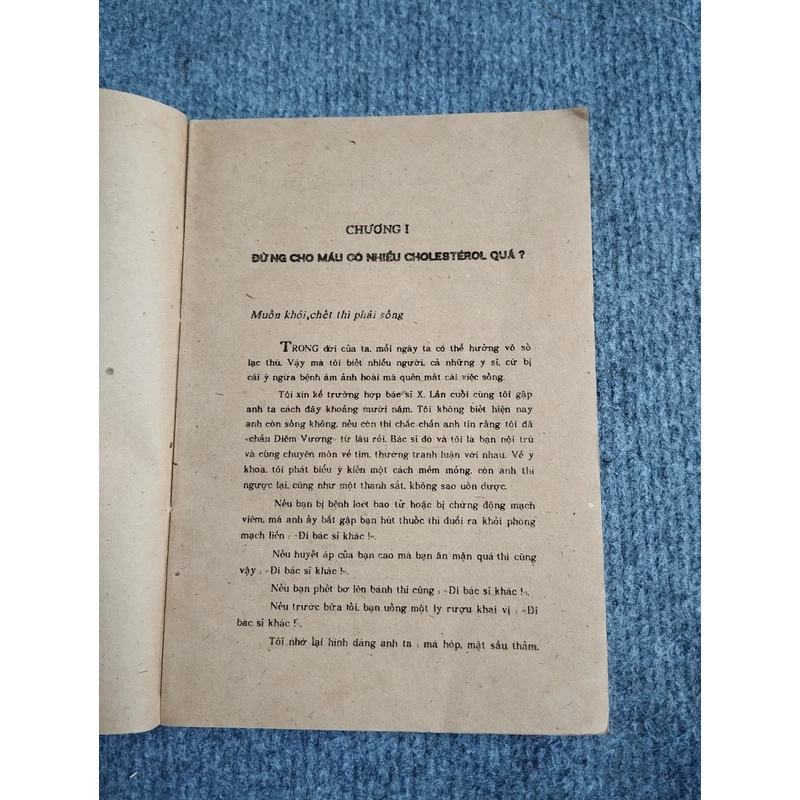 CHƯƠNG I
ĐỪNG CHO MÁU CÓ NHIỀU CHOLESTÉROL QUÁ ?
Muốn khỏi chết thì phải sống
TRONG đời của ta, mỗi ngày ta có thể hưởng vô số
lạc thú. Vậy mà tôi biết nhiều người, cả những y sĩ, cứ bị
cái ý ngừa bệnh ám ảnh hoài mà quên mất cái việc sống.
Tôi xin kể trường hợp bác sĩ X. Lần cuối cùng tôi gặp
anh ta cách đây khoảng mười năm. Tôi không biết hiện nay
anh còn sống không, nếu còn thì chắc chắn anh tin rằng tôi đã
«chầu Diêm Vương» từ lâu rồi. Bác sĩ đó và tôi là bạn nội trú
và cùng chuyên môn về tim, thường tranh luận với nhau. Về y
khoa, tôi phát biểu ý kiến một cách mềm mỏng, còn anh thì
ngược lại, cũng như một thanh sắt, không sao uốn được.
Nếu bạn bị bệnh loét bao tử hoặc bị chứng động mạch
viêm, mà anh ấy bắt gặp bạn hút thuốc thì đuổi ra khỏi phòng
mạch liền : «Đi bác sĩ khác !».
Nếu huyết áp của bạn cao mà bạn ăn mặn quá thì cũng
vậy : «Đi bác sĩ khác !».
Nếu bạn phết bơ lên bánh thì cũng : «Đi bác sĩ khác !».
Nếu trước bữa tối, bạn uống một ly rượu khai vị : «Đi
bác sĩ khác !».
Tôi nhớ lại hình dáng anh ta : má hóp, mặt sầu thảm,